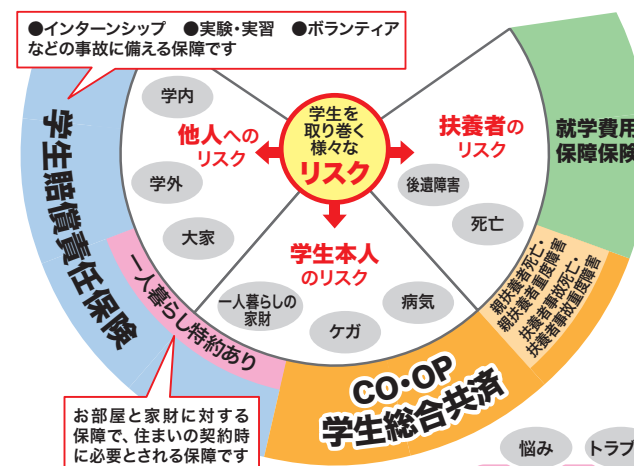 ●インターンシップ ●実験・実習 ●ボランティア
などの事故に備える保障です
学生を
取り巻く
様々な
リスク
他人への
リスク
学内
学外
大家
扶養者の
リスク
後遺障害
死亡
学生本人
のリスク
一人暮らしの
家財
ケガ
病気
学生賠償責任保険
一人暮らし特約あり
お部屋と家財に対する
保障で、住まいの契約時
に必要とされる保障です
CO・OP
学生総合共済
親扶養者死亡・
親扶養者重度障害
扶養者事故死亡・
扶養者事故重度障害
就学費用
保障保険
悩み
トラブ